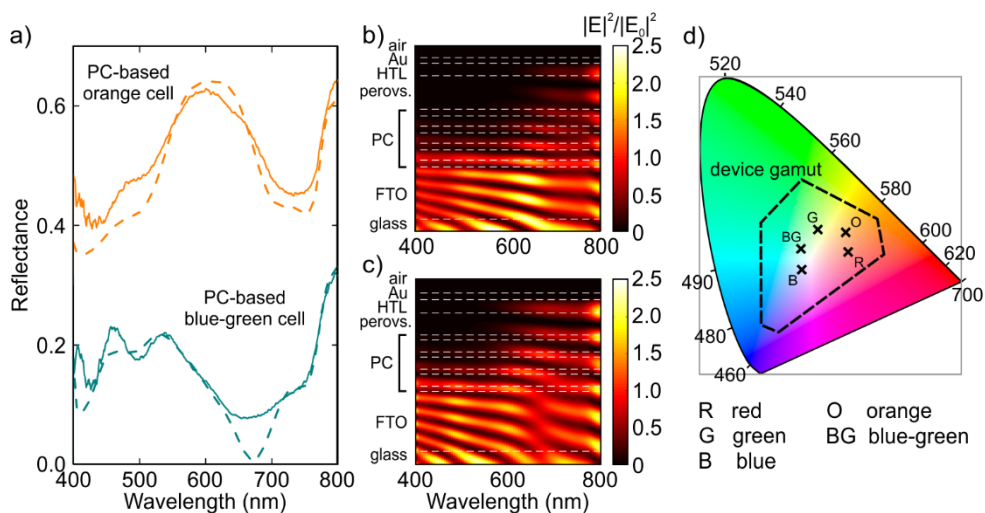 a)
Reflectance
0.6
0.4
0.2
0.0
PC-based
orange cell
PC-based
blue-green cell
400 500 600 700 800
Wavelength (nm)
b)
|E|²/|E₀|²
air
Au
HTL
perovs.
PC
FTO
glass
400 500 600 700 800
2.5
2.0
1.5
1.0
0.5
0
c)
air
Au
HTL
perovs.
PC
FTO
glass
400 500 600 700 800
Wavelength (nm)
2.5
2.0
1.5
1.0
0.5
0
d)
520
540
560
580
600
620
700
490
480
460
device gamut
G
O
BG
R
B
R red O orange
G green BG blue-green
B blue